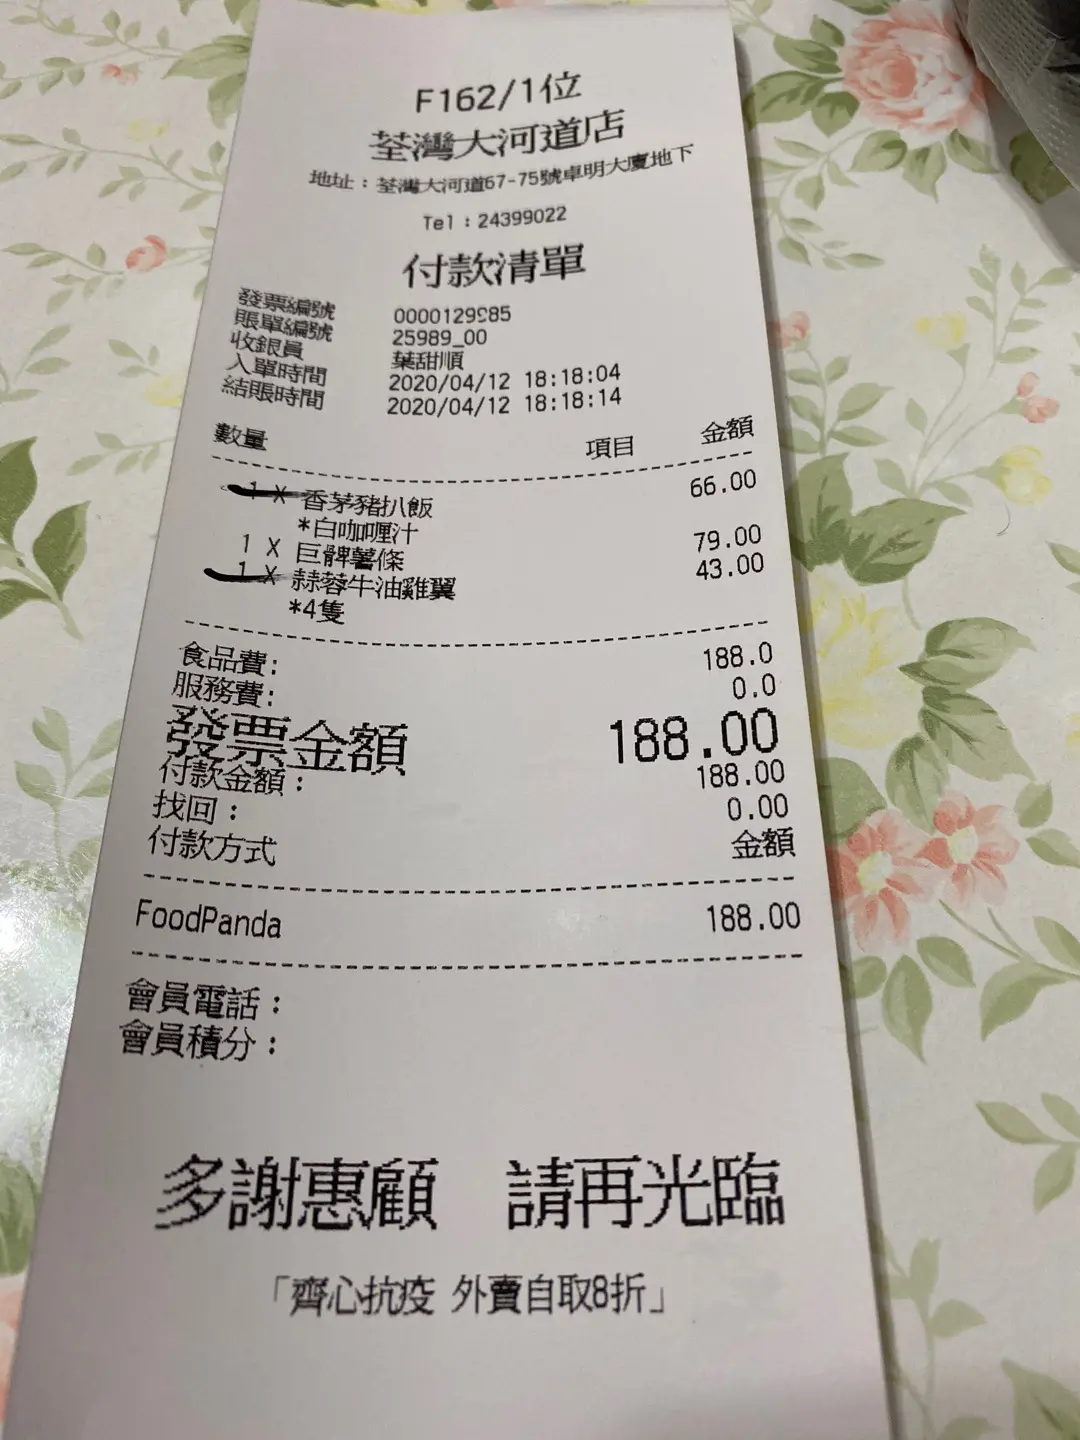 F162/1位
荃灣大河道店
地址：荃灣大河道67-75號卓明大廈地下
Tel：24399022
付款清單
發票編號 0000129985
賬單編號 25989_00
收銀員 葉甜順
入單時間 2020/04/12 18:18:04
結賬時間 2020/04/12 18:18:14
數量 項目 金額
1 X 香茅豬扒飯 66.00
*白咖喱汁
1 X 巨髀薯條 79.00
1 X 蒜蓉牛油雞翼 43.00
*4隻
食品費: 188.0
服務費: 0.0
發票金額 188.00
付款金額： 188.00
找回： 0.00
付款方式 金額
FoodPanda 188.00
會員電話：
會員積分：
多謝惠顧 請再光臨
「齊心抗疫 外賣自取8折」